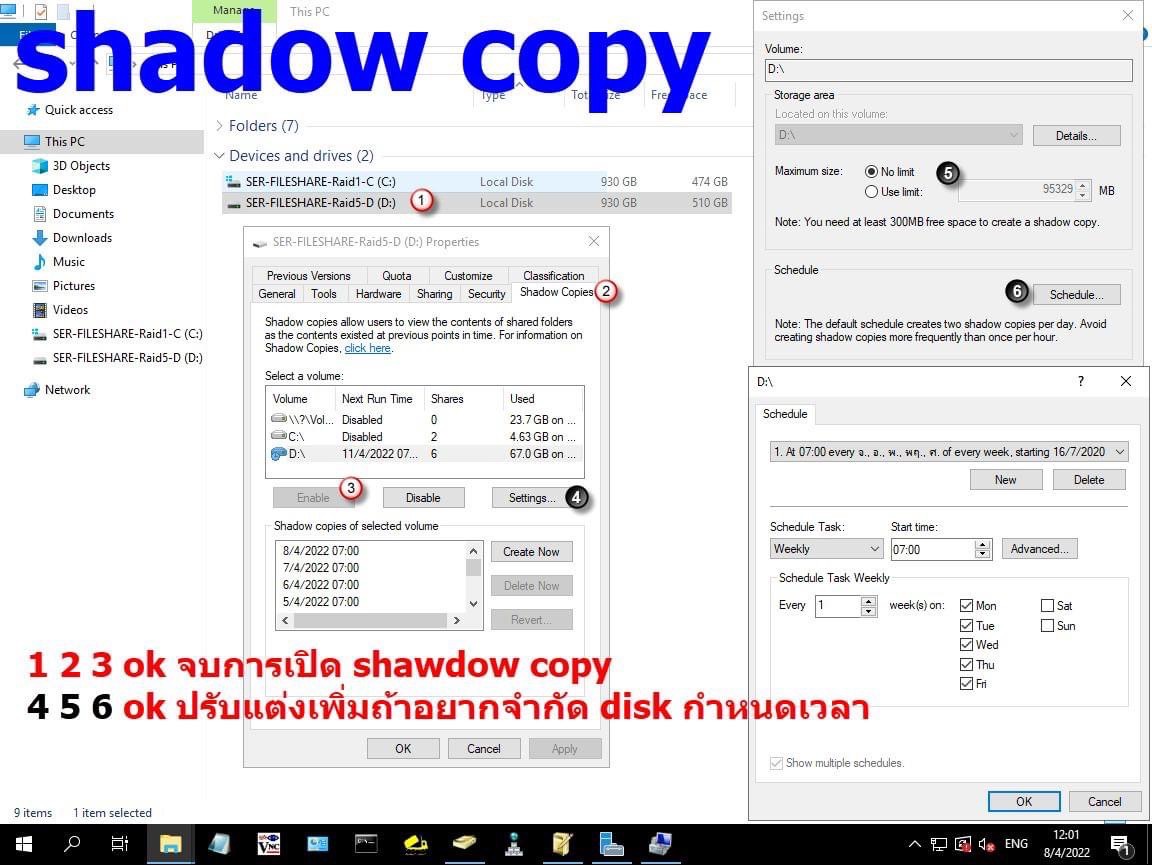 shadow copy
Manage
This PC
Name
Type
Quick access
This PC
3D Objects
Desktop
Documents
Downloads
Music
Pictures
Videos
SER-FILESHARE-Raid1-C (C:)
SER-FILESHARE-Raid5-D (D:)
Network
Folders (7)
Devices and drives (2)
SER-FILESHARE-Raid1-C (C:) Local Disk 930 GB 474 GB
SER-FILESHARE-Raid5-D (D:) 1 Local Disk 930 GB 510 GB
SER-FILESHARE-Raid5-D (D:) Properties
Previous Versions Quota Customize Classification
General Tools Hardware Sharing Security Shadow Copies 2
Shadow copies allow users to view the contents of shared folders
as the contents existed at previous points in time. For information on
Shadow Copies, click here.
Select a volume:
Volume Next Run Time Shares Used
\\?\Vol... Disabled 0 23.7 GB on ...
C:\ Disabled 2 4.63 GB on ...
D:\ 11/4/2022 07... 6 67.0 GB on ...
Enable 3 Disable Settings... 4
Shadow copies of selected volume
8/4/2022 07:00
7/4/2022 07:00
6/4/2022 07:00
5/4/2022 07:00
Create Now
Delete Now
Revert...
1 2 3 ok จบการเปิด shawdow copy
4 5 6 ok ปรับแต่งเพิ่มถ้าอยากจำกัด disk กำหนดเวลา
OK Cancel Apply
Settings
Volume:
D:\
Storage area
Located on this volume:
D:\ Details...
Maximum size: No limit 5
Use limit: 95329 MB
Note: You need at least 300MB free space to create a shadow copy.
Schedule
6 Schedule...
Note: The default schedule creates two shadow copies per day. Avoid
creating shadow copies more frequently than once per hour.
D:\ ?
Schedule
1. At 07:00 every จ., อ., พ., พฤ., ศ. of every week, starting 16/7/2020
New Delete
Schedule Task: Start time:
Weekly 07:00 Advanced...
Schedule Task Weekly
Every 1 week(s) on: Mon Sat
Tue Sun
Wed
Thu
Fri
Show multiple schedules.
OK Cancel
9 items 1 item selected
ENG
12:01
8/4/2022
1